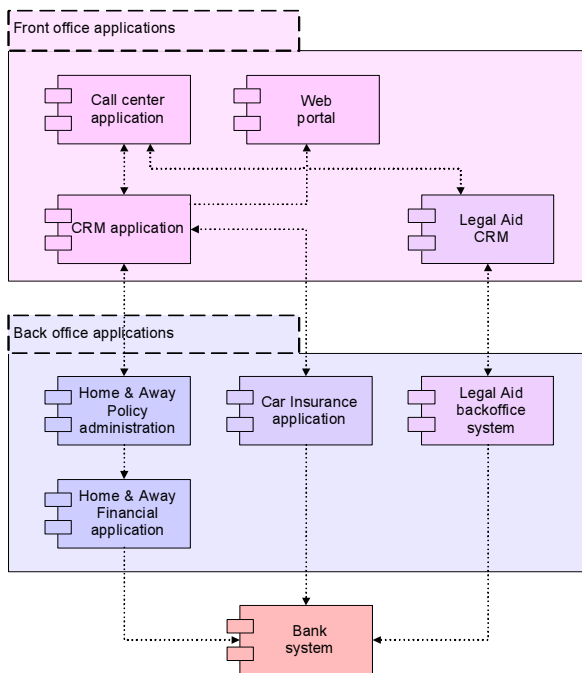 Front office applications
Call center
application
Web
portal
CRM application
Legal Aid
CRM
Back office applications
Home & Away
Policy
administration
Car Insurance
application
Legal Aid
backoffice
system
Home & Away
Financial
application
Bank
system